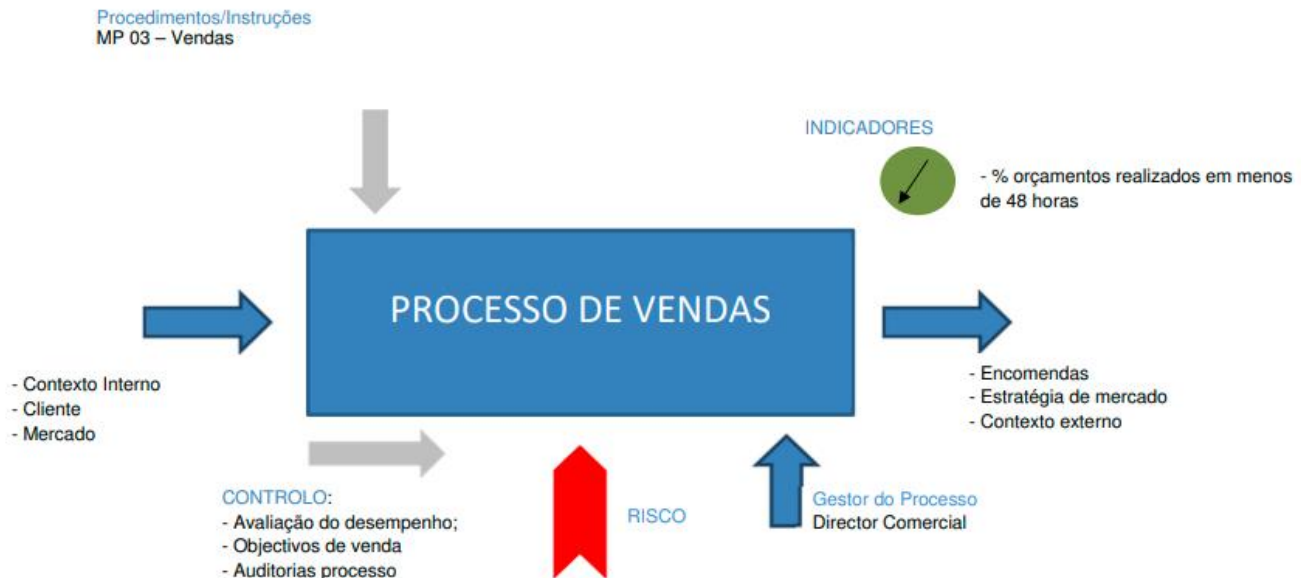 Procedimentos/Instruções
MP 03 – Vendas
INDICADORES
- % orçamentos realizados em menos
de 48 horas
PROCESSO DE VENDAS
- Contexto Interno
- Cliente
- Mercado
- Encomendas
- Estratégia de mercado
- Contexto externo
CONTROLO:
- Avaliação do desempenho;
- Objectivos de venda
- Auditorias processo
RISCO
Gestor do Processo
Director Comercial